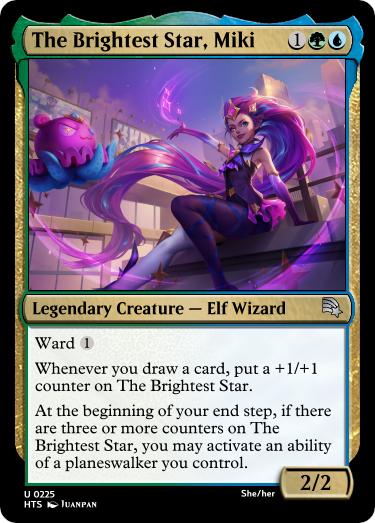 The Brightest Star, Miki 1
Legendary Creature — Elf Wizard
Ward 1
Whenever you draw a card, put a +1/+1
counter on The Brightest Star.
At the beginning of your end step, if there
are three or more counters on The
Brightest Star, you may activate an ability
of a planeswalker you control.
2/2
U 0225 She/her
HTS Juanpan